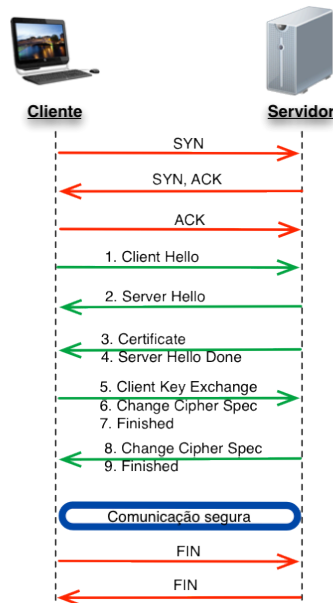 Cliente
Servidor
SYN
SYN, ACK
ACK
1. Client Hello
2. Server Hello
3. Certificate
4. Server Hello Done
5. Client Key Exchange
6. Change Cipher Spec
7. Finished
8. Change Cipher Spec
9. Finished
Comunicação segura
FIN
FIN